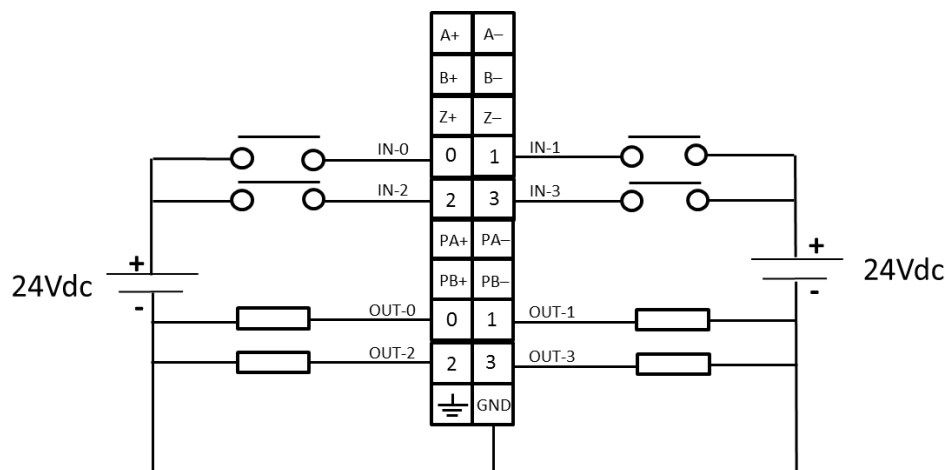 A+ A−
B+ B−
Z+ Z−
IN-0 0 1 IN-1
IN-2 2 3 IN-3
PA+ PA−
+ +
24Vdc PB+ PB− 24Vdc
- -
OUT-0 0 1 OUT-1
OUT-2 2 3 OUT-3
GND